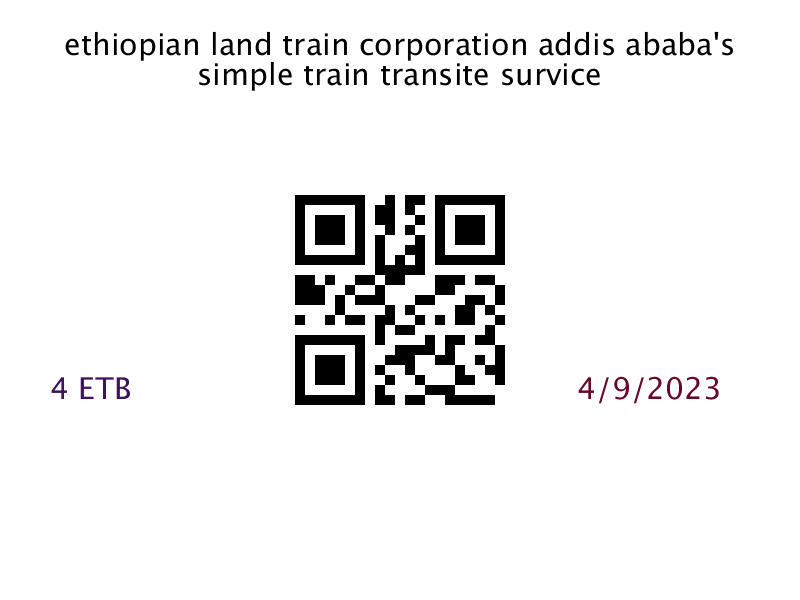 ethiopian land train corporation addis ababa's
simple train transite survice
4 ETB
4/9/2023